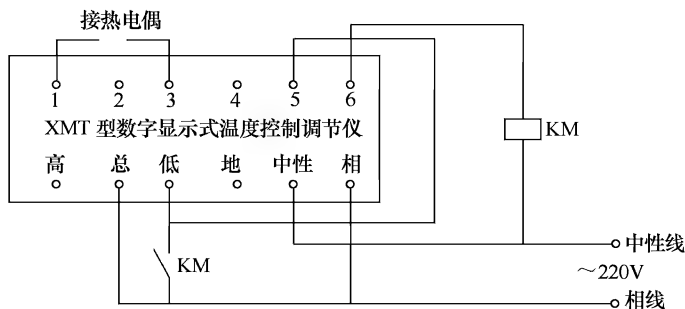 接热电偶
1 2 3 4 5 6
XMT 型数字显示式温度控制调节仪
高 总 低 地 中性 相
KM
KM
中性线
～220V
相线